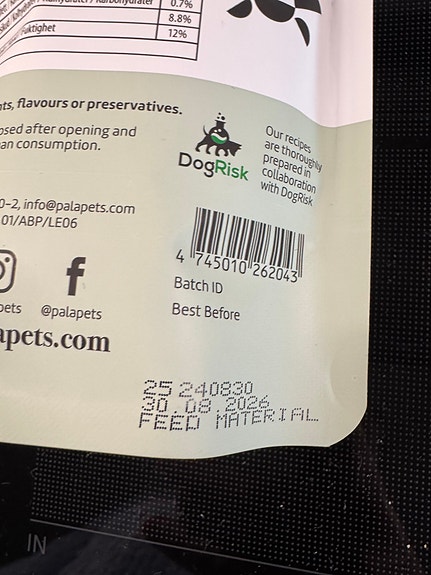 0.7%
8.8%
12%
nts, flavours or preservatives.
osed after opening and
an consumption.
DogRisk
Our recipes
are thoroughly
prepared in
collaboration
with DogRisk
0-2, info@palapets.com
01/ABP/LE06
4 745010 262043
Batch ID
Best Before
pets @palapets
apets.com
25 240830
30.08.2026
FEED MATERIAL
IN